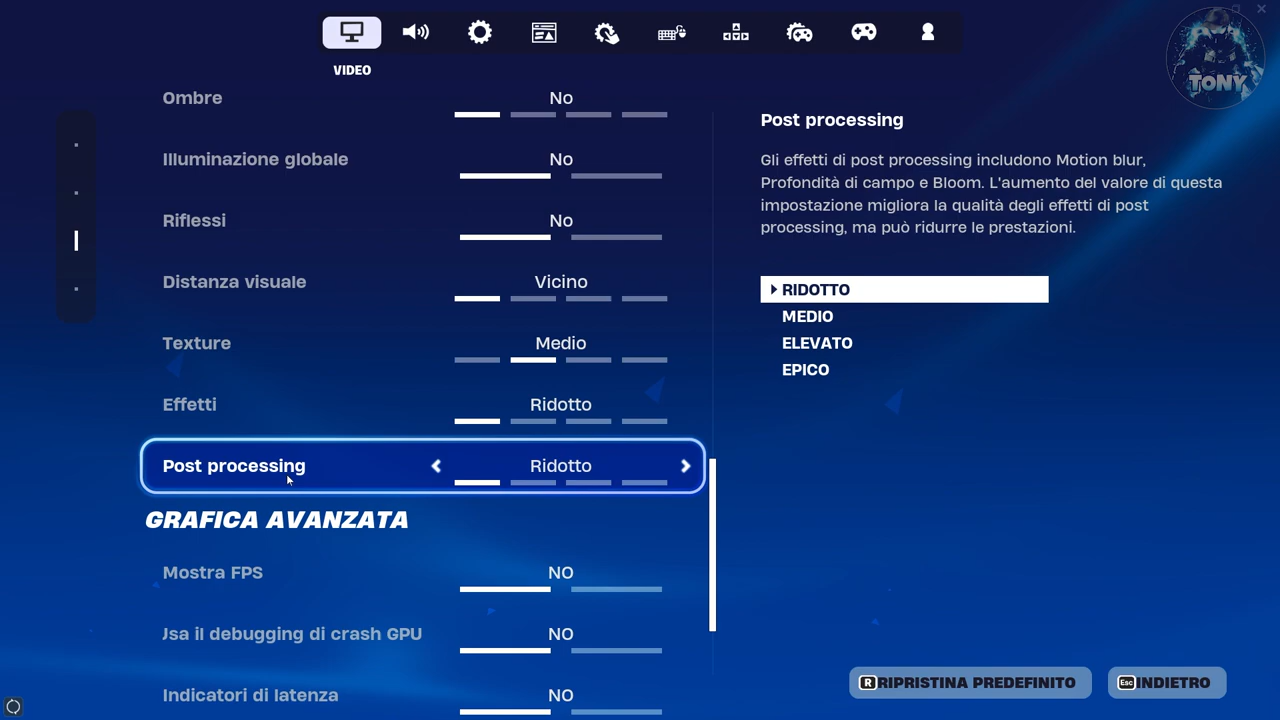 TONY
VIDEO
Ombre
No
Illuminazione globale
No
Riflessi
No
Distanza visuale
Vicino
Texture
Medio
Effetti
Ridotto
Post processing
Ridotto
GRAFICA AVANZATA
Mostra FPS
NO
Jsa il debugging di crash GPU
NO
Indicatori di latenza
NO
Post processing
Gli effetti di post processing includono Motion blur,
Profondità di campo e Bloom. L'aumento del valore di questa
impostazione migliora la qualità degli effetti di post
processing, ma può ridurre le prestazioni.
RIDOTTO
MEDIO
ELEVATO
EPICO
R RIPRISTINA PREDEFINITO
Esc INDIETRO